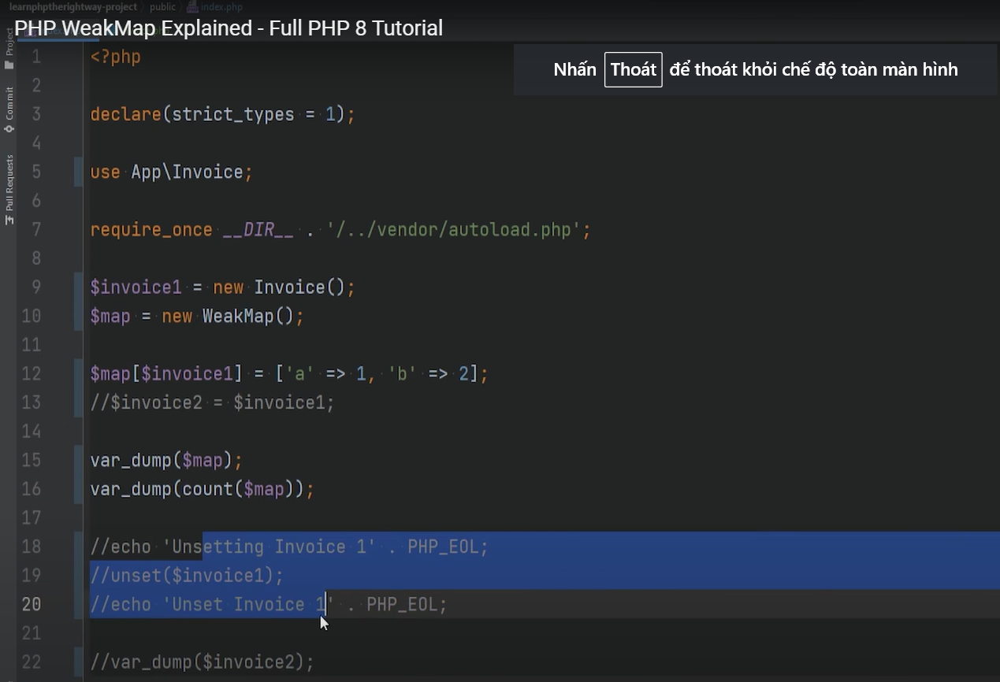 learnphptherightway-project public index.php
PHP WeakMap Explained - Full PHP 8 Tutorial
Nhấn Thoát để thoát khỏi chế độ toàn màn hình
Project
Commit
Pull Requests
1 <?php
2
3 declare(strict_types = 1);
4
5 use App\Invoice;
6
7 require_once __DIR__ . '/../vendor/autoload.php';
8
9 $invoice1 = new Invoice();
10 $map = new WeakMap();
11
12 $map[$invoice1] = ['a' => 1, 'b' => 2];
13 //$invoice2 = $invoice1;
14
15 var_dump($map);
16 var_dump(count($map));
17
18 //echo 'Unsetting Invoice 1' . PHP_EOL;
19 //unset($invoice1);
20 //echo 'Unset Invoice 1' . PHP_EOL;
21
22 //var_dump($invoice2);